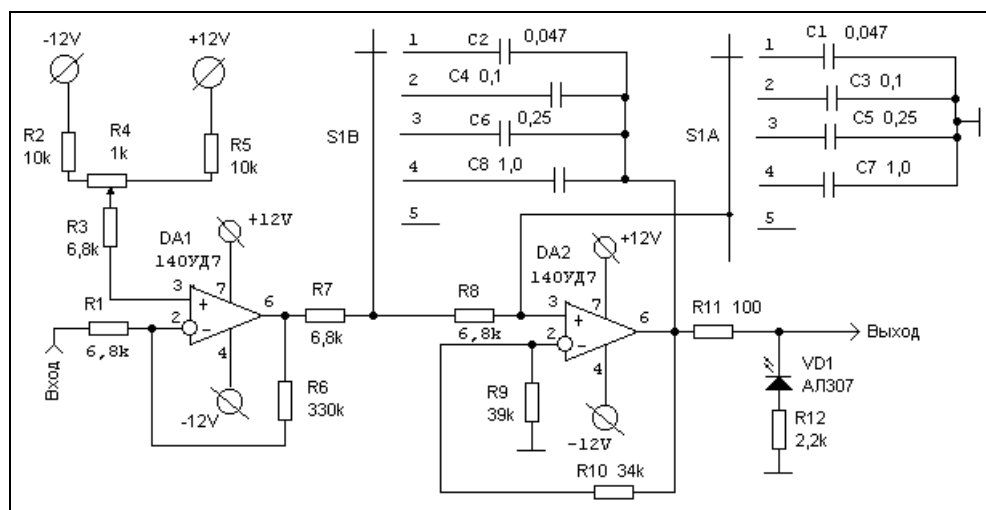 -12V
+12V
R2
10k
R4
1k
R5
10k
R3
6,8k
R1
6,8k
Вход
DA1
140УД7
+12V
3
7
+
2
-
6
4
-12V
R6
330k
R7
6,8k
S1B
1
C2
0,047
2
C4 0,1
3
C6
0,25
4
C8 1,0
5
R8
6,8k
DA2
140УД7
+12V
3
7
+
2
-
6
4
-12V
R9
39k
R10 34k
S1A
1
C1
0,047
2
C3 0,1
3
C5 0,25
4
C7 1,0
5
R11 100
Выход
VD1
АЛ307
R12
2,2k